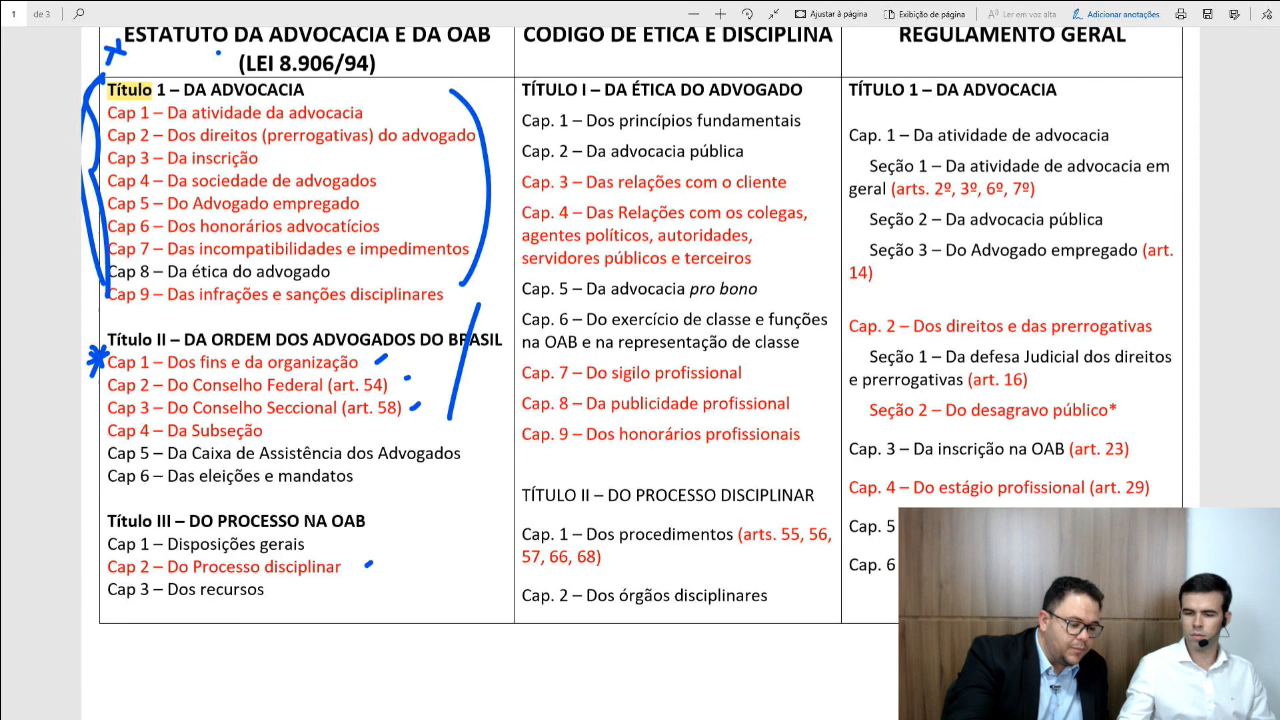 1
de 3
Ajustar à página
Exibição de página
Ler em voz alta
Adicionar anotações
ESTATUTO DA ADVOCACIA E DA OAB
(LEI 8.906/94)
Título 1 – DA ADVOCACIA
Cap 1 – Da atividade da advocacia
Cap 2 – Dos direitos (prerrogativas) do advogado
Cap 3 – Da inscrição
Cap 4 – Da sociedade de advogados
Cap 5 – Do Advogado empregado
Cap 6 – Dos honorários advocatícios
Cap 7 – Das incompatibilidades e impedimentos
Cap 8 – Da ética do advogado
Cap 9 – Das infrações e sanções disciplinares
Título II – DA ORDEM DOS ADVOGADOS DO BRASIL
Cap 1 – Dos fins e da organização
Cap 2 – Do Conselho Federal (art. 54)
Cap 3 – Do Conselho Seccional (art. 58)
Cap 4 – Da Subseção
Cap 5 – Da Caixa de Assistência dos Advogados
Cap 6 – Das eleições e mandatos
Título III – DO PROCESSO NA OAB
Cap 1 – Disposições gerais
Cap 2 – Do Processo disciplinar
Cap 3 – Dos recursos
CÓDIGO DE ÉTICA E DISCIPLINA
TÍTULO I – DA ÉTICA DO ADVOGADO
Cap. 1 – Dos princípios fundamentais
Cap. 2 – Da advocacia pública
Cap. 3 – Das relações com o cliente
Cap. 4 – Das Relações com os colegas,
agentes políticos, autoridades,
servidores públicos e terceiros
Cap. 5 – Da advocacia pro bono
Cap. 6 – Do exercício de classe e funções
na OAB e na representação de classe
Cap. 7 – Do sigilo profissional
Cap. 8 – Da publicidade profissional
Cap. 9 – Dos honorários profissionais
TÍTULO II – DO PROCESSO DISCIPLINAR
Cap. 1 – Dos procedimentos (arts. 55, 56,
57, 66, 68)
Cap. 2 – Dos órgãos disciplinares
REGULAMENTO GERAL
TÍTULO 1 – DA ADVOCACIA
Cap. 1 – Da atividade de advocacia
Seção 1 – Da atividade de advocacia em
geral (arts. 2º, 3º, 6º, 7º)
Seção 2 – Da advocacia pública
Seção 3 – Do Advogado empregado (art.
14)
Cap. 2 – Dos direitos e das prerrogativas
Seção 1 – Da defesa Judicial dos direitos
e prerrogativas (art. 16)
Seção 2 – Do desagravo público*
Cap. 3 – Da inscrição na OAB (art. 23)
Cap. 4 – Do estágio profissional (art. 29)
Cap. 5
Cap. 6